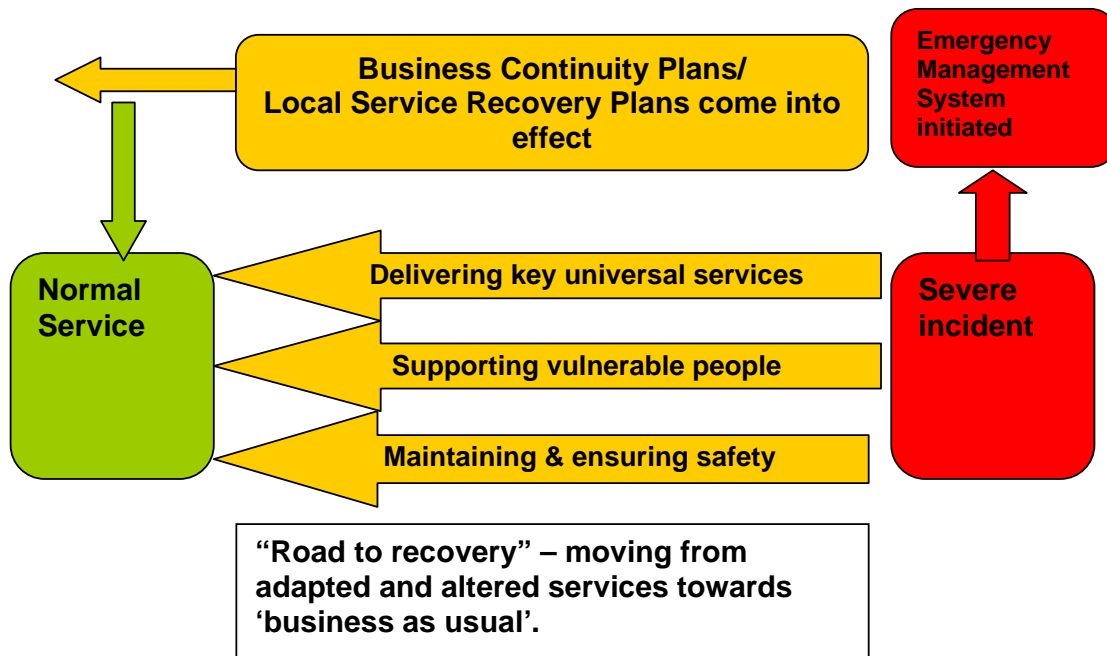 Business Continuity Plans/
Local Service Recovery Plans come into
effect
Emergency
Management
System
initiated
Normal
Service
Delivering key universal services
Supporting vulnerable people
Maintaining & ensuring safety
Severe
incident
“Road to recovery” – moving from
adapted and altered services towards
‘business as usual’.